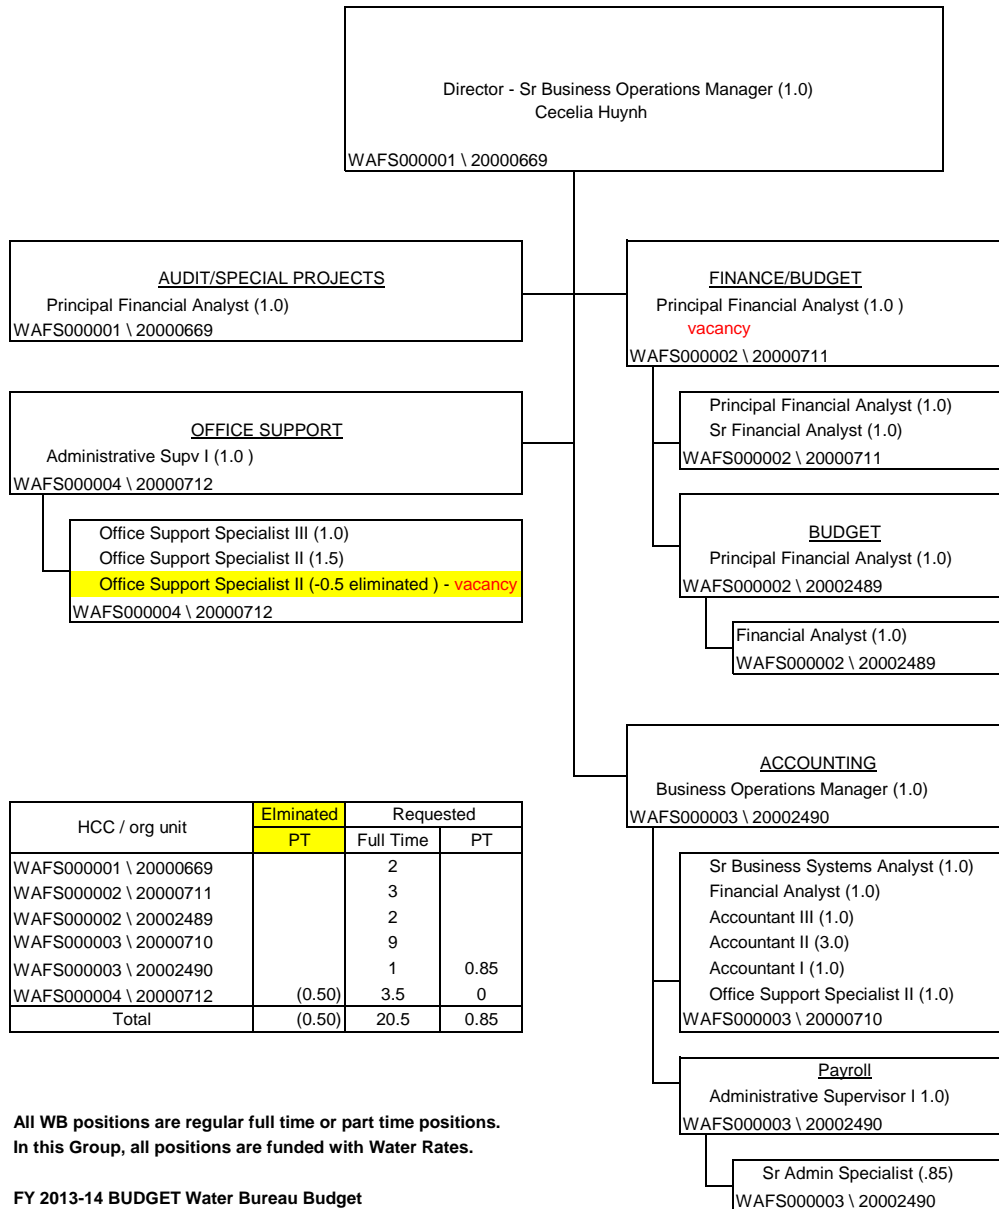 Director - Sr Business Operations Manager (1.0)
Cecelia Huynh
WAFS000001 \ 20000669
AUDIT/SPECIAL PROJECTS
Principal Financial Analyst (1.0)
WAFS000001 \ 20000669
FINANCE/BUDGET
Principal Financial Analyst (1.0 )
vacancy
WAFS000002 \ 20000711
Principal Financial Analyst (1.0)
Sr Financial Analyst (1.0)
WAFS000002 \ 20000711
OFFICE SUPPORT
Administrative Supv I (1.0 )
WAFS000004 \ 20000712
Office Support Specialist III (1.0)
Office Support Specialist II (1.5)
Office Support Specialist II (-0.5 eliminated ) - vacancy
WAFS000004 \ 20000712
BUDGET
Principal Financial Analyst (1.0)
WAFS000002 \ 20002489
Financial Analyst (1.0)
WAFS000002 \ 20002489
ACCOUNTING
Business Operations Manager (1.0)
WAFS000003 \ 20002490
Sr Business Systems Analyst (1.0)
Financial Analyst (1.0)
Accountant III (1.0)
Accountant II (3.0)
Accountant I (1.0)
Office Support Specialist II (1.0)
WAFS000003 \ 20000710
Payroll
Administrative Supervisor I 1.0)
WAFS000003 \ 20002490
Sr Admin Specialist (.85)
WAFS000003 \ 20002490
HCC / org unit Elminated Requested
PT Full Time PT
WAFS000001 \ 20000669 2
WAFS000002 \ 20000711 3
WAFS000002 \ 20002489 2
WAFS000003 \ 20000710 9
WAFS000003 \ 20002490 1 0.85
WAFS000004 \ 20000712 (0.50) 3.5 0
Total (0.50) 20.5 0.85
All WB positions are regular full time or part time positions.
In this Group, all positions are funded with Water Rates.
FY 2013-14 BUDGET Water Bureau Budget